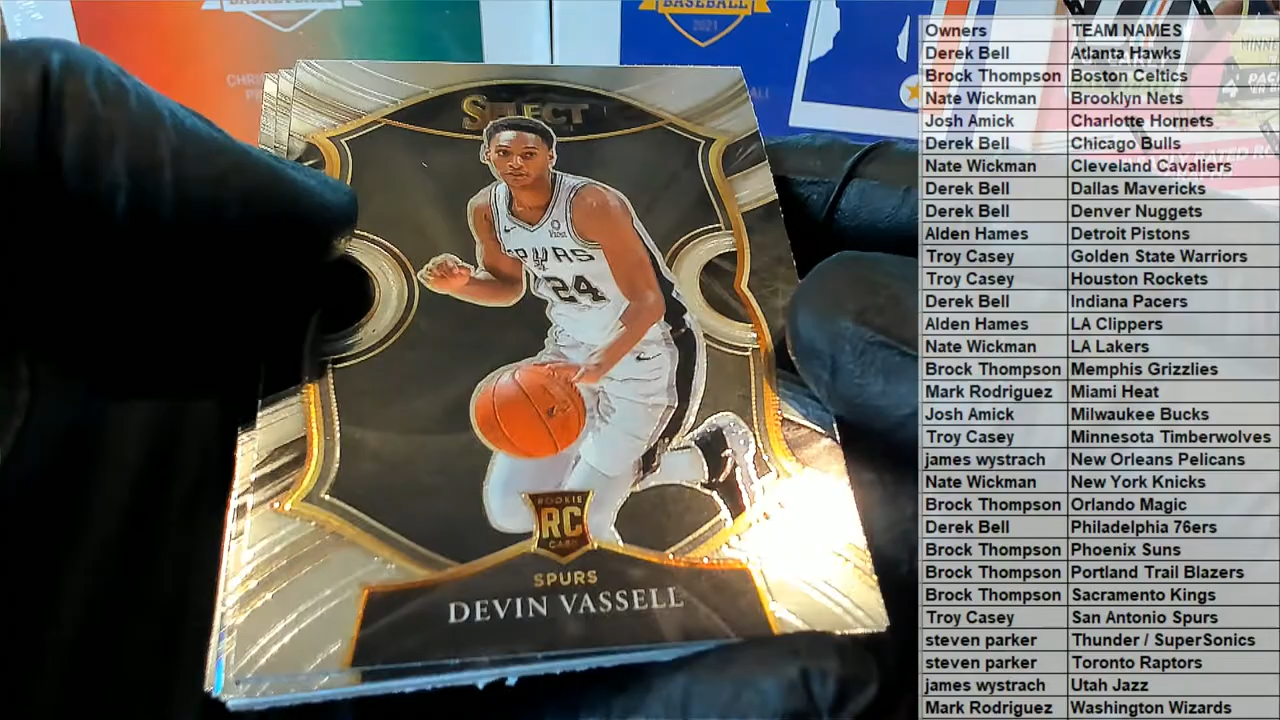 BASKETBALL
BASEBALL
2021
SELECT
Vivint
SPURS
24
ROOKIE
RC
CARD
SPURS
DEVIN VASSELL
Owners TEAM NAMES
Derek Bell Atlanta Hawks
Brock Thompson Boston Celtics
Nate Wickman Brooklyn Nets
Josh Amick Charlotte Hornets
Derek Bell Chicago Bulls
Nate Wickman Cleveland Cavaliers
Derek Bell Dallas Mavericks
Derek Bell Denver Nuggets
Alden Hames Detroit Pistons
Troy Casey Golden State Warriors
Troy Casey Houston Rockets
Derek Bell Indiana Pacers
Alden Hames LA Clippers
Nate Wickman LA Lakers
Brock Thompson Memphis Grizzlies
Mark Rodriguez Miami Heat
Josh Amick Milwaukee Bucks
Troy Casey Minnesota Timberwolves
james wystrach New Orleans Pelicans
Nate Wickman New York Knicks
Brock Thompson Orlando Magic
Derek Bell Philadelphia 76ers
Brock Thompson Phoenix Suns
Brock Thompson Portland Trail Blazers
Brock Thompson Sacramento Kings
Troy Casey San Antonio Spurs
steven parker Thunder / SuperSonics
steven parker Toronto Raptors
james wystrach Utah Jazz
Mark Rodriguez Washington Wizards